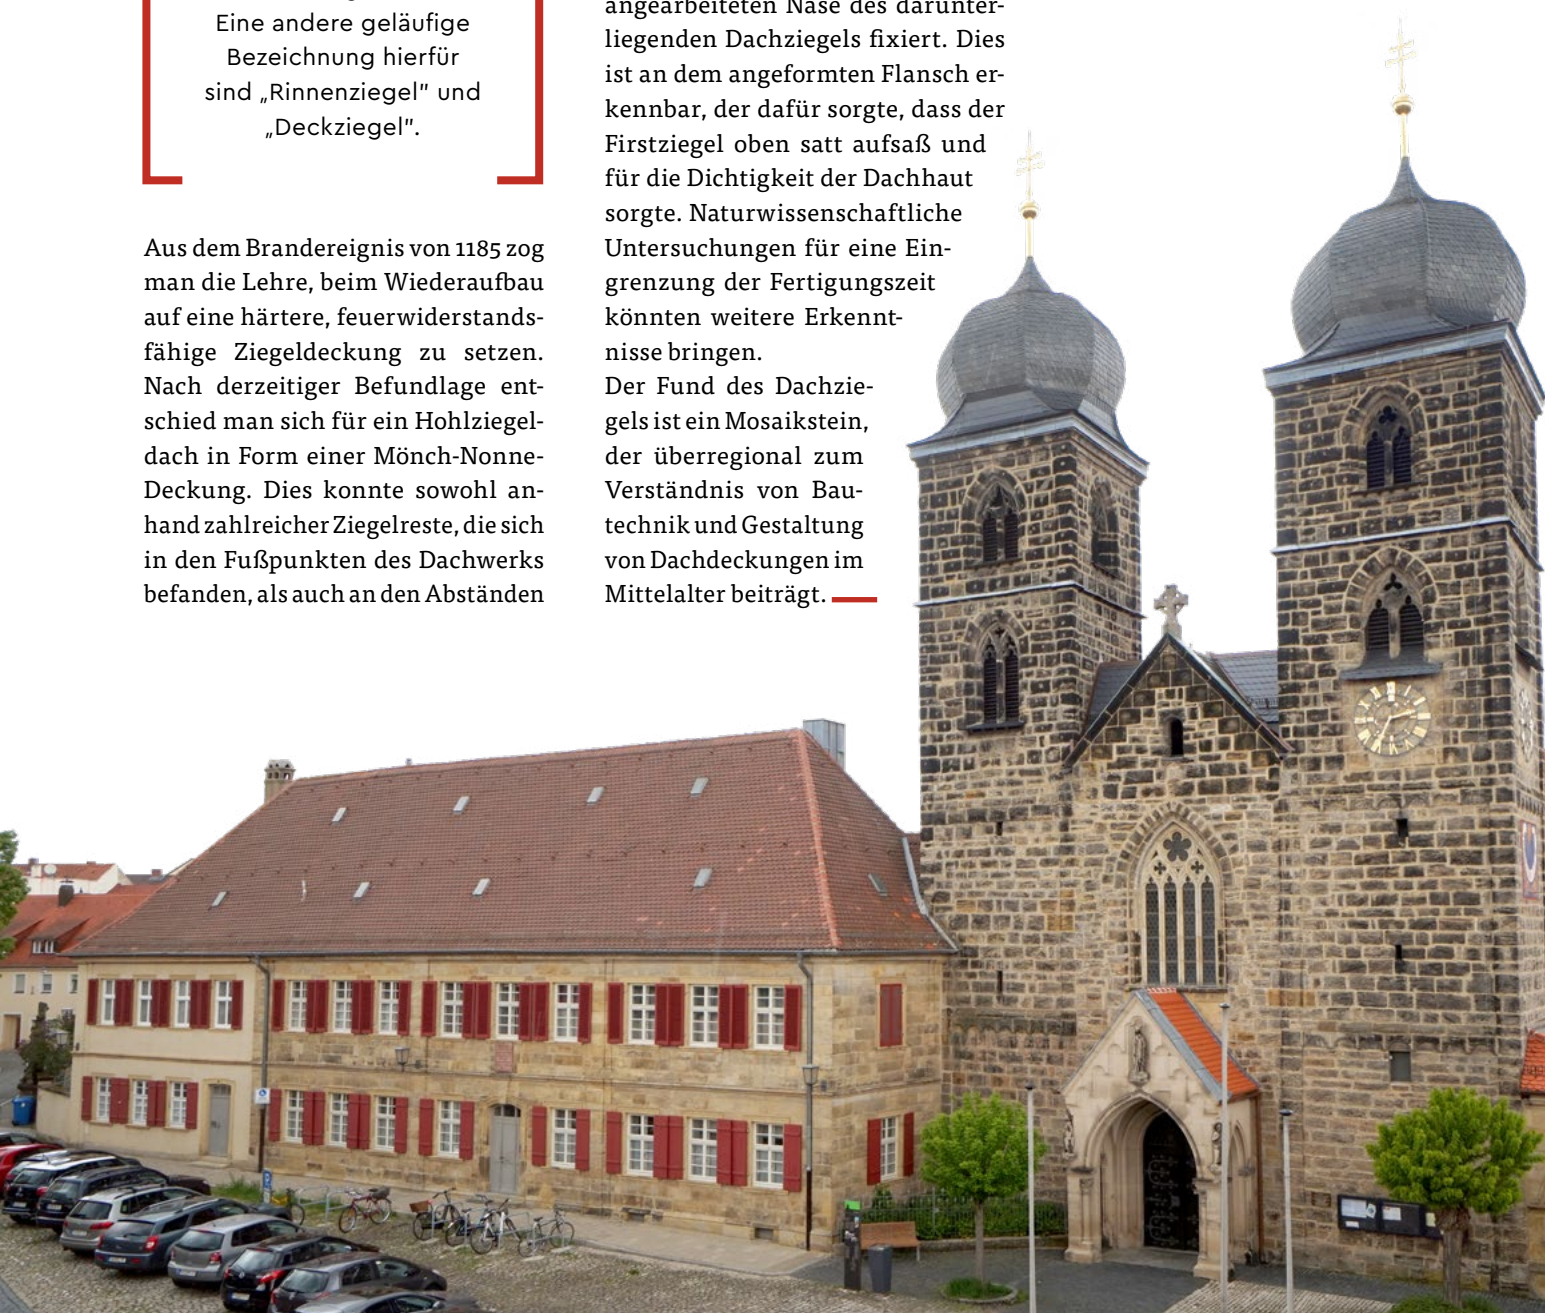 Eine andere geläufige
Bezeichnung hierfür
sind „Rinnenziegel" und
„Deckziegel".
Aus dem Brandereignis von 1185 zog
man die Lehre, beim Wiederaufbau
auf eine härtere, feuerwiderstands-
fähige Ziegeldeckung zu setzen.
Nach derzeitiger Befundlage ent-
schied man sich für ein Hohlziegel-
dach in Form einer Mönch-Nonne-
Deckung. Dies konnte sowohl an-
hand zahlreicher Ziegelreste, die sich
in den Fußpunkten des Dachwerks
befanden, als auch an den Abständen
angearbeiteten Nase des darunter-
liegenden Dachziegels fixiert. Dies
ist an dem angeformten Flansch er-
kennbar, der dafür sorgte, dass der
Firstziegel oben satt aufsaß und
für die Dichtigkeit der Dachhaut
sorgte. Naturwissenschaftliche
Untersuchungen für eine Ein-
grenzung der Fertigungszeit
könnten weitere Erkennt-
nisse bringen.
Der Fund des Dachzie-
gels ist ein Mosaikstein,
der überregional zum
Verständnis von Bau-
technik und Gestaltung
von Dachdeckungen im
Mittelalter beiträgt.